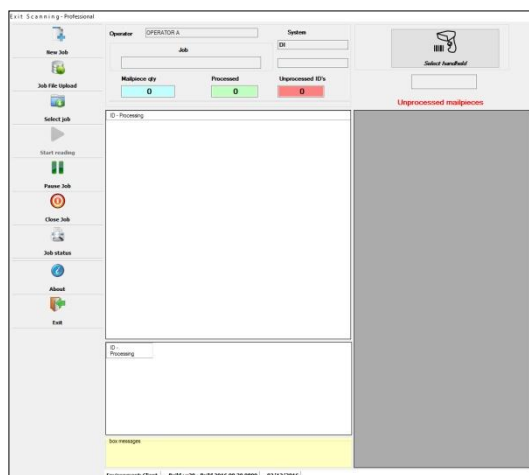 Exit Scanning - Professional
New Job
Job File Upload
Select job
Start reading
Pause Job
Close Job
Job status
About
Exit
Operator OPERATOR A
System
DI
Job
Mailpiece qty Processed Unprocessed ID's
0 0 0
Select handheld
Unprocessed mailpieces
ID - Processing
ID -
Processing
box messages